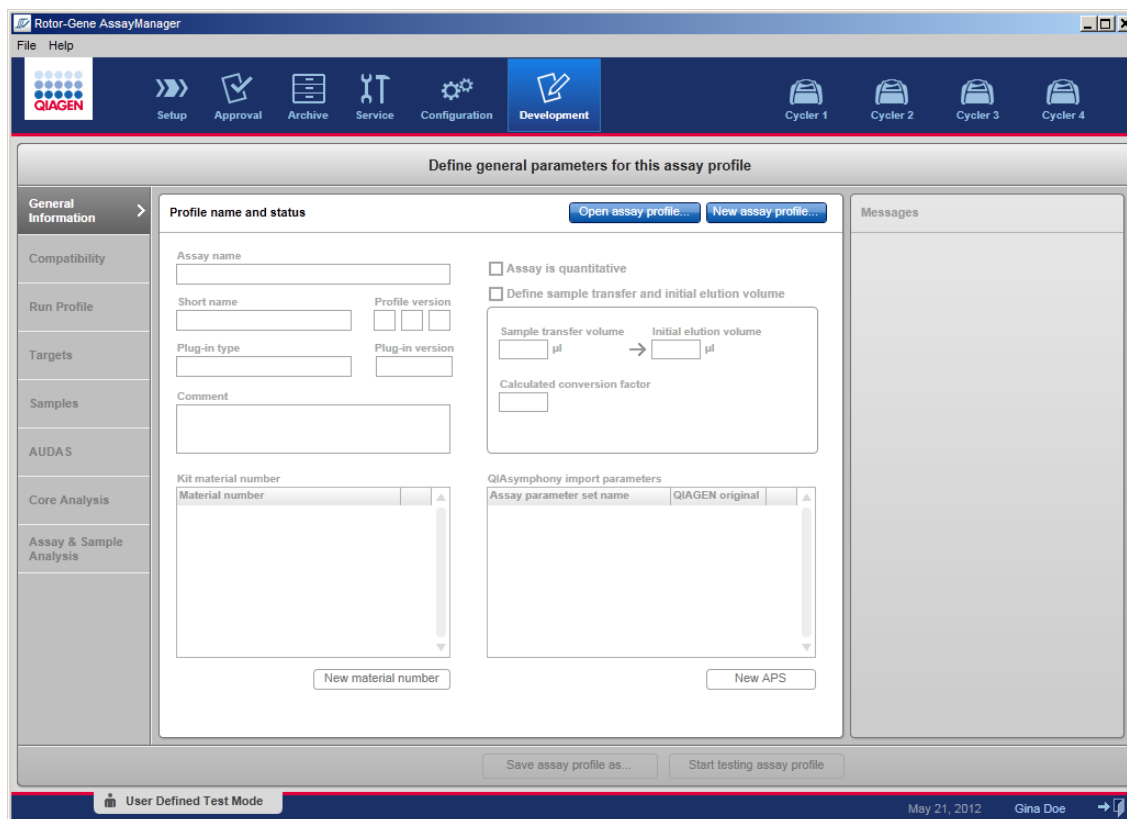 Rotor-Gene AssayManager
File Help
QIAGEN
Setup Approval Archive Service Configuration Development Cycler 1 Cycler 2 Cycler 3 Cycler 4
Define general parameters for this assay profile
General
Information
Compatibility
Run Profile
Targets
Samples
AUDAS
Core Analysis
Assay & Sample
Analysis
Profile name and status Open assay profile... New assay profile...
Assay name
Short name Profile version
Plug-in type Plug-in version
Comment
Assay is quantitative
Define sample transfer and initial elution volume
Sample transfer volume Initial elution volume
µl µl
Calculated conversion factor
Kit material number
Material number
New material number
QIAsymphony import parameters
Assay parameter set name QIAGEN original
New APS
Messages
Save assay profile as... Start testing assay profile
User Defined Test Mode
May 21, 2012 Gina Doe